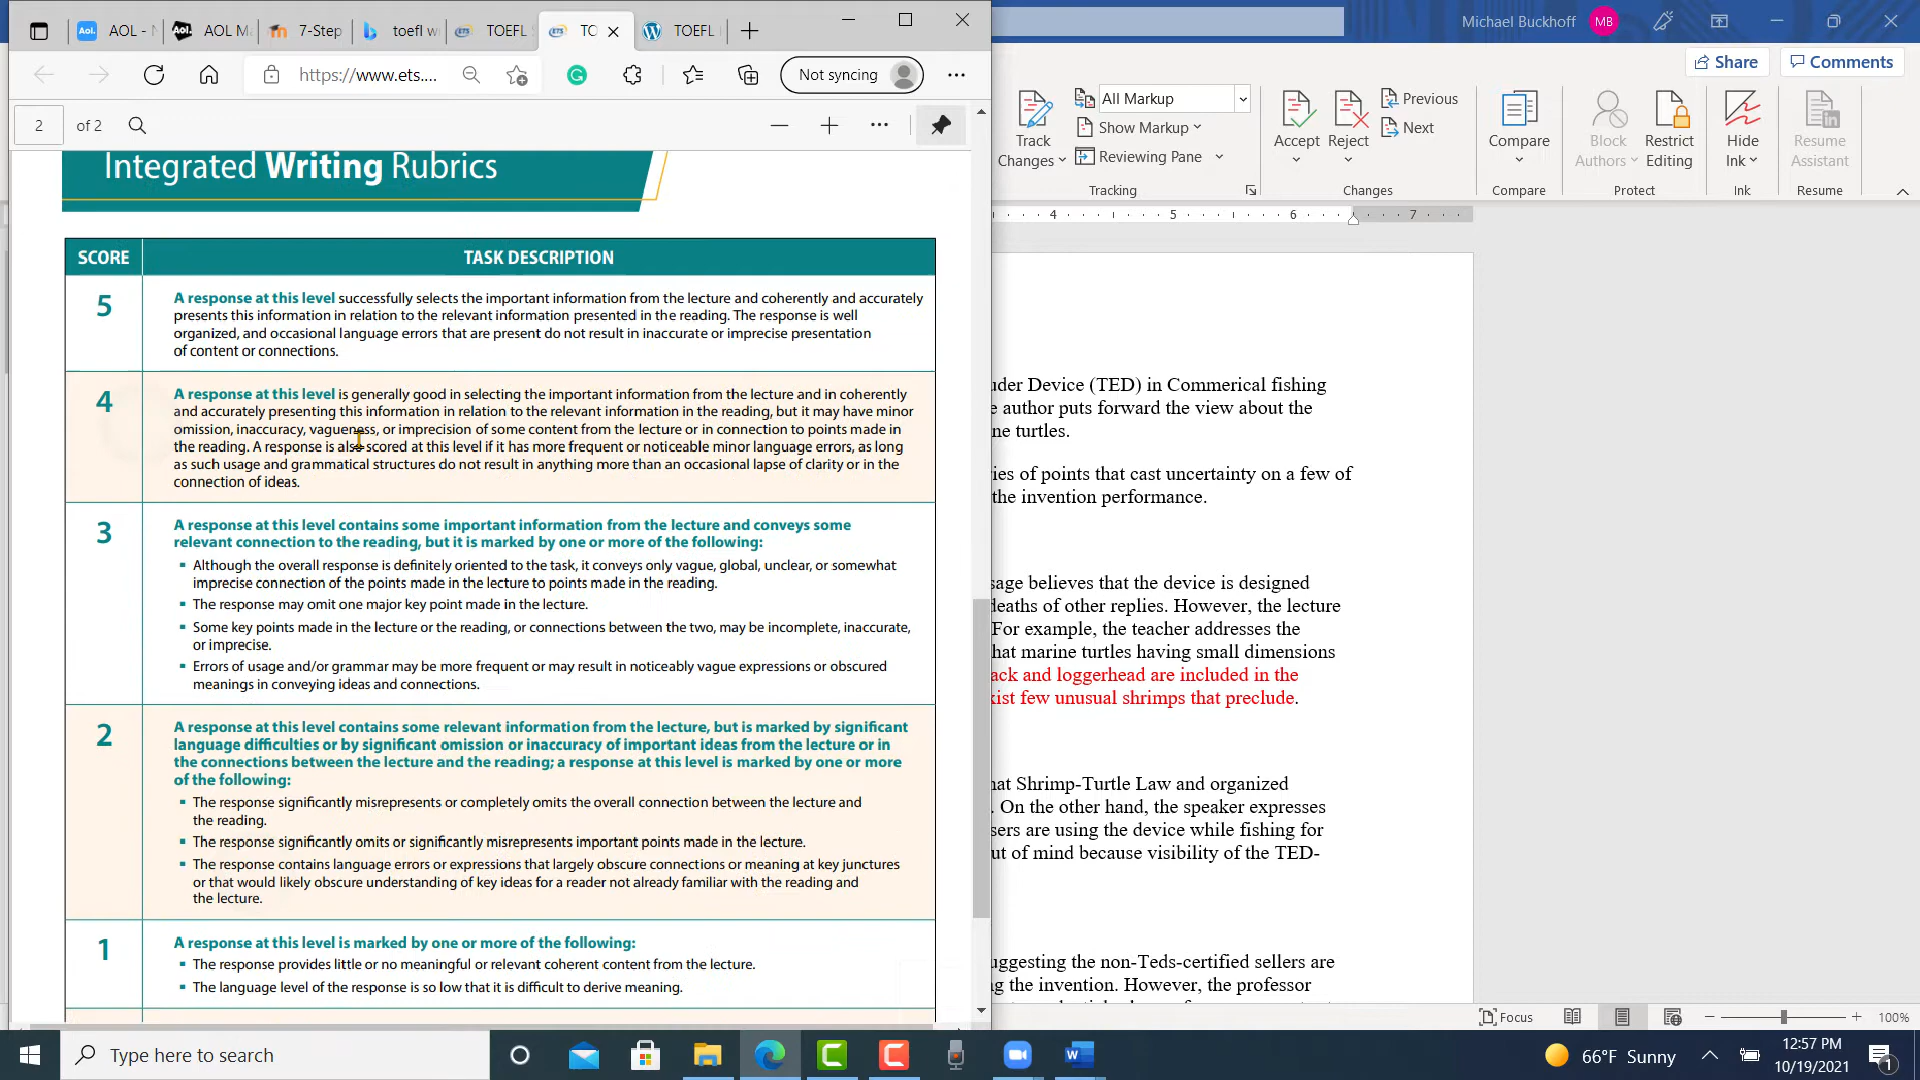 AOL - N
AOL Ma
7-Step
toefl wr
TOEFL S
TO
TOEFL I
Michael Buckhoff
MB
https://www.ets....
Not syncing
Share
Comments
2
of 2
Track
Changes
All Markup
Show Markup
Reviewing Pane
Tracking
Accept
Reject
Previous
Next
Changes
Compare
Compare
Block
Authors
Restrict
Editing
Protect
Hide
Ink
Ink
Resume
Assistant
Resume
4 5 6 7
Integrated Writing Rubrics
SCORE
TASK DESCRIPTION
5
A response at this level successfully selects the important information from the lecture and coherently and accurately
presents this information in relation to the relevant information presented in the reading. The response is well
organized, and occasional language errors that are present do not result in inaccurate or imprecise presentation
of content or connections.
4
A response at this level is generally good in selecting the important information from the lecture and in coherently
and accurately presenting this information in relation to the relevant information in the reading, but it may have minor
omission, inaccuracy, vagueness, or imprecision of some content from the lecture or in connection to points made in
the reading. A response is also scored at this level if it has more frequent or noticeable minor language errors, as long
as such usage and grammatical structures do not result in anything more than an occasional lapse of clarity or in the
connection of ideas.
3
A response at this level contains some important information from the lecture and conveys some
relevant connection to the reading, but it is marked by one or more of the following:
Although the overall response is definitely oriented to the task, it conveys only vague, global, unclear, or somewhat
imprecise connection of the points made in the lecture to points made in the reading.
The response may omit one major key point made in the lecture.
Some key points made in the lecture or the reading, or connections between the two, may be incomplete, inaccurate,
or imprecise.
Errors of usage and/or grammar may be more frequent or may result in noticeably vague expressions or obscured
meanings in conveying ideas and connections.
2
A response at this level contains some relevant information from the lecture, but is marked by significant
language difficulties or by significant omission or inaccuracy of important ideas from the lecture or in
the connections between the lecture and the reading; a response at this level is marked by one or more
of the following:
The response significantly misrepresents or completely omits the overall connection between the lecture and
the reading.
The response significantly omits or significantly misrepresents important points made in the lecture.
The response contains language errors or expressions that largely obscure connections or meaning at key junctures
or that would likely obscure understanding of key ideas for a reader not already familiar with the reading and
the lecture.
1
A response at this level is marked by one or more of the following:
The response provides little or no meaningful or relevant coherent content from the lecture.
The language level of the response is so low that it is difficult to derive meaning.
uder Device (TED) in Commerical fishing
e author puts forward the view about the
ne turtles.
ies of points that cast uncertainty on a few of
the invention performance.
sage believes that the device is designed
deaths of other replies. However, the lecture
For example, the teacher addresses the
hat marine turtles having small dimensions
ack and loggerhead are included in the
xist few unusual shrimps that preclude.
hat Shrimp-Turtle Law and organized
. On the other hand, the speaker expresses
sers are using the device while fishing for
ut of mind because visibility of the TED-
uggesting the non-Teds-certified sellers are
ng the invention. However, the professor
Focus
100%
Type here to search
66°F Sunny
12:57 PM
10/19/2021
1